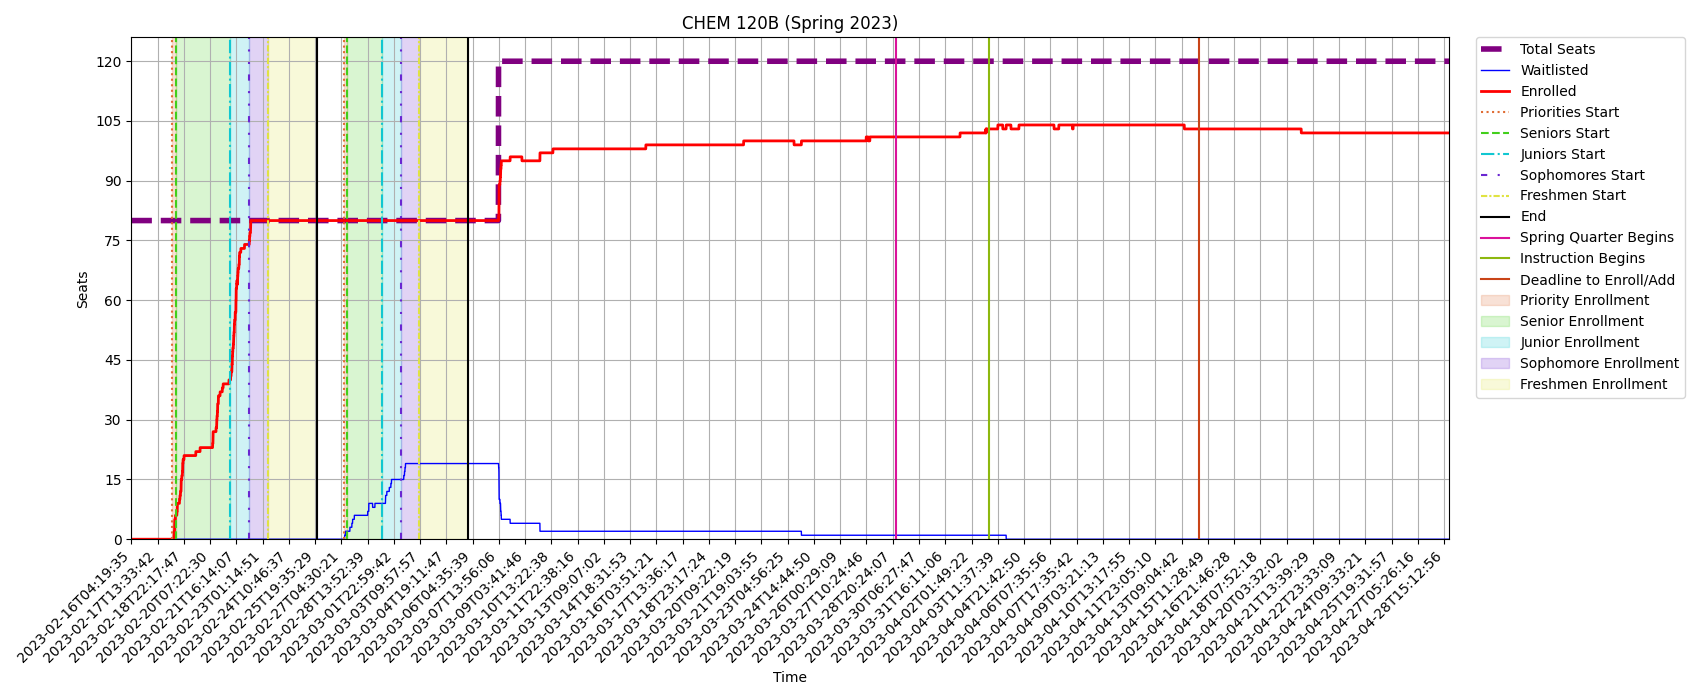 CHEM 120B (Spring 2023)
Seats
120
105
90
75
60
45
30
15
0
2023-02-16T04:19:35
2023-02-17T13:33:42
2023-02-18T22:17:47
2023-02-20T07:22:30
2023-02-21T16:14:07
2023-02-23T01:14:51
2023-02-24T10:46:37
2023-02-25T19:35:29
2023-02-27T04:30:21
2023-02-28T13:52:39
2023-03-01T22:59:42
2023-03-03T09:57:57
2023-03-04T19:11:47
2023-03-06T04:35:39
2023-03-07T13:56:06
2023-03-09T03:41:46
2023-03-10T13:22:38
2023-03-11T22:38:16
2023-03-13T09:07:02
2023-03-14T18:31:53
2023-03-16T03:51:21
2023-03-17T13:36:17
2023-03-18T23:17:24
2023-03-20T09:22:19
2023-03-21T19:03:55
2023-03-23T04:56:25
2023-03-24T14:44:50
2023-03-26T00:29:09
2023-03-27T10:24:46
2023-03-28T20:24:07
2023-03-30T06:27:47
2023-03-31T16:11:06
2023-04-02T01:49:22
2023-04-03T11:37:39
2023-04-04T21:42:50
2023-04-06T07:35:56
2023-04-07T17:35:42
2023-04-09T03:21:13
2023-04-10T13:17:55
2023-04-11T23:05:10
2023-04-13T09:04:42
2023-04-15T11:28:49
2023-04-16T21:46:28
2023-04-18T07:52:18
2023-04-20T03:32:02
2023-04-21T13:39:29
2023-04-22T23:33:09
2023-04-24T09:33:21
2023-04-25T19:31:57
2023-04-27T05:26:16
2023-04-28T15:12:56
Time
Total Seats
Waitlisted
Enrolled
Priorities Start
Seniors Start
Juniors Start
Sophomores Start
Freshmen Start
End
Spring Quarter Begins
Instruction Begins
Deadline to Enroll/Add
Priority Enrollment
Senior Enrollment
Junior Enrollment
Sophomore Enrollment
Freshmen Enrollment